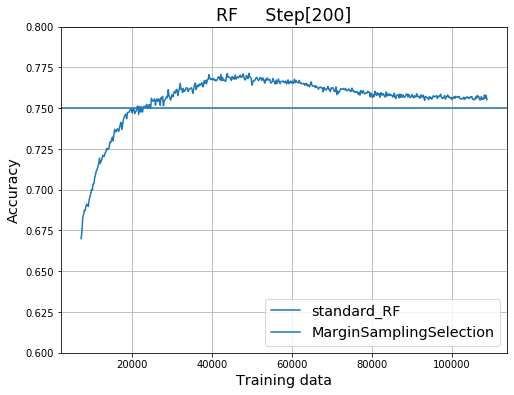 RF     Step[200]
0.800
0.775
0.750
0.725
0.700
0.675
0.650
0.625
0.600
Accuracy
standard_RF
MarginSamplingSelection
20000 40000 60000 80000 100000
Training data